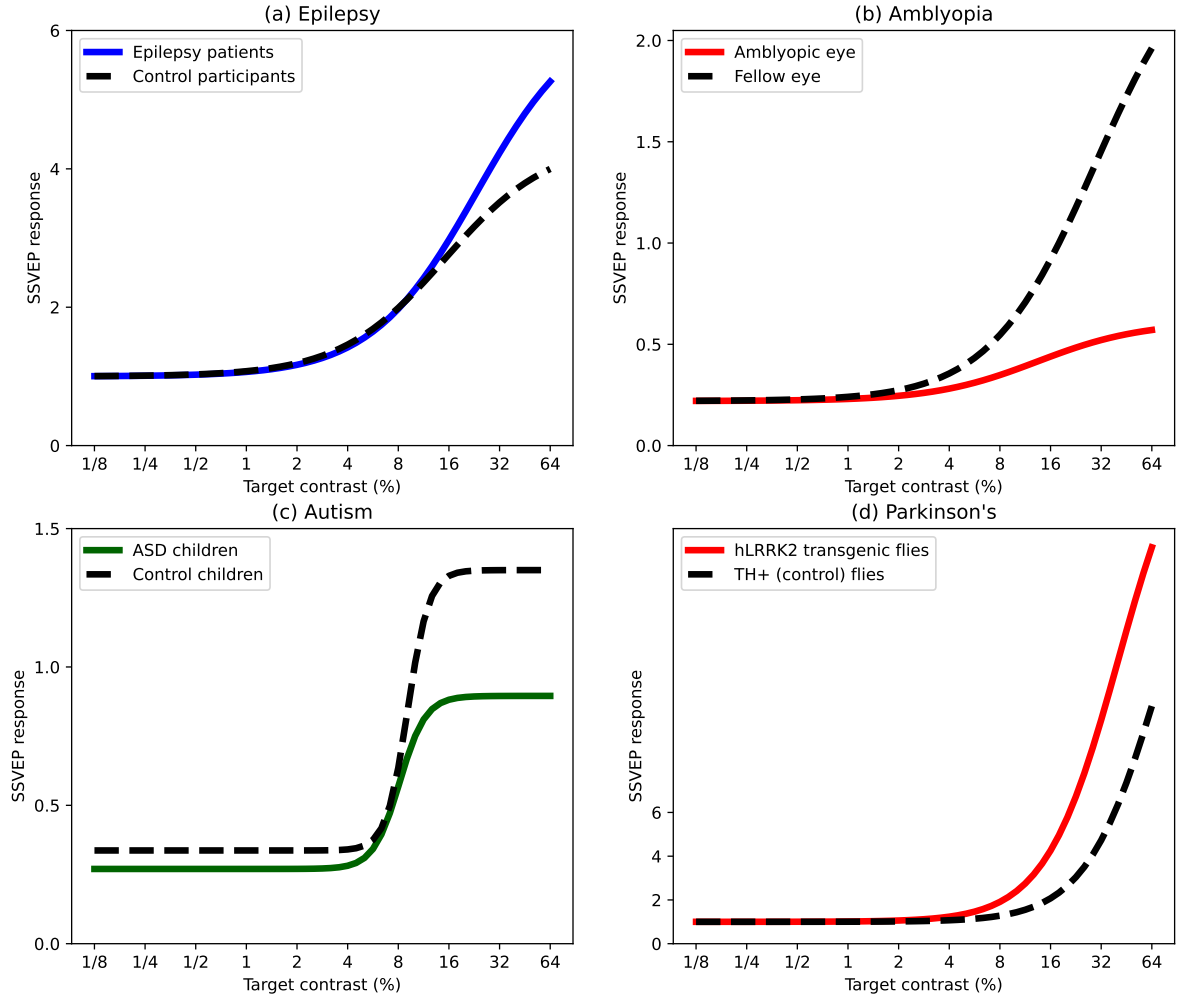 (a) Epilepsy
6
4
2
0
SSVEP response
Epilepsy patients
Control participants
1/8 1/4 1/2 1 2 4 8 16 32 64
Target contrast (%)
(b) Amblyopia
2.0
1.5
1.0
0.5
0.0
SSVEP response
Amblyopic eye
Fellow eye
1/8 1/4 1/2 1 2 4 8 16 32 64
Target contrast (%)
(c) Autism
1.5
1.0
0.5
0.0
SSVEP response
ASD children
Control children
1/8 1/4 1/2 1 2 4 8 16 32 64
Target contrast (%)
(d) Parkinson's
6
4
2
0
SSVEP response
hLRRK2 transgenic flies
TH+ (control) flies
1/8 1/4 1/2 1 2 4 8 16 32 64
Target contrast (%)